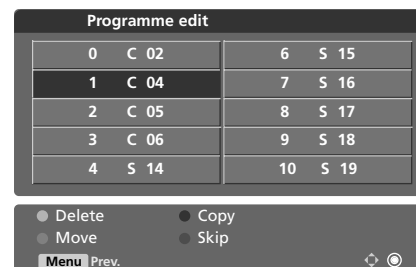 Programme edit
0 C 02 6 S 15
1 C 04 7 S 16
2 C 05 8 S 17
3 C 06 9 S 18
4 S 14 10 S 19
Delete Copy
Move Skip
Menu Prev.